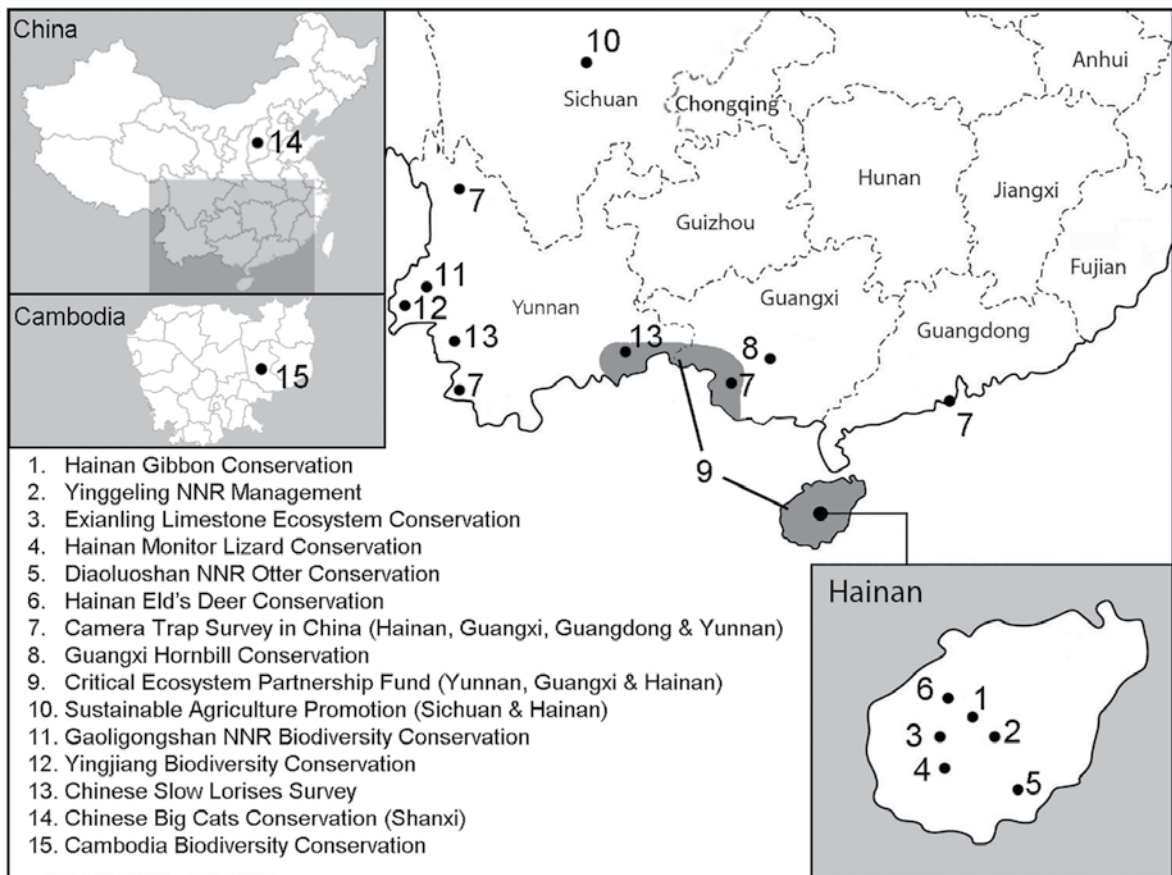 China
14
Cambodia
15
10
Sichuan
Chongqing
Anhui
Hunan
Jiangxi
7
Guizhou
Fujian
11
12
Yunnan
Guangxi
Guangdong
13
13
8
7
7
7
9
Hainan
6
1
3
2
4
5
1. Hainan Gibbon Conservation
2. Yinggeling NNR Management
3. Exianling Limestone Ecosystem Conservation
4. Hainan Monitor Lizard Conservation
5. Diaoluoshan NNR Otter Conservation
6. Hainan Eld's Deer Conservation
7. Camera Trap Survey in China (Hainan, Guangxi, Guangdong & Yunnan)
8. Guangxi Hornbill Conservation
9. Critical Ecosystem Partnership Fund (Yunnan, Guangxi & Hainan)
10. Sustainable Agriculture Promotion (Sichuan & Hainan)
11. Gaoligongshan NNR Biodiversity Conservation
12. Yingjiang Biodiversity Conservation
13. Chinese Slow Lorises Survey
14. Chinese Big Cats Conservation (Shanxi)
15. Cambodia Biodiversity Conservation